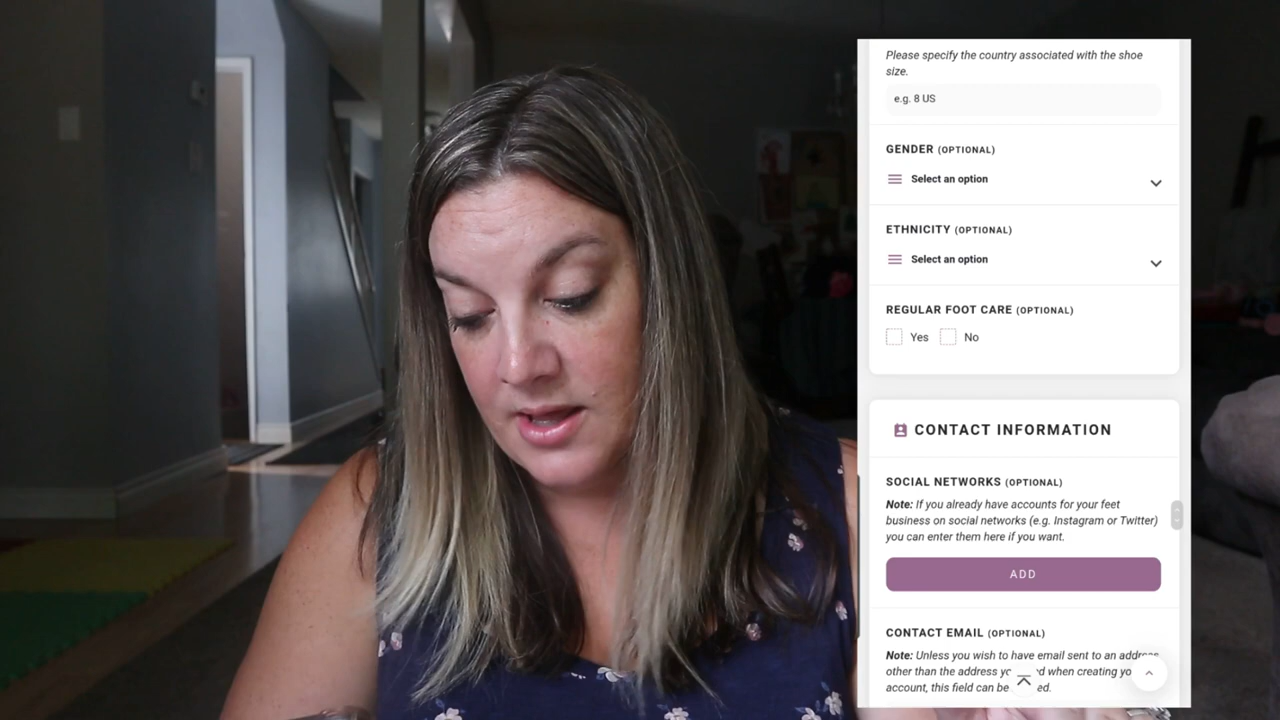 Please specify the country associated with the shoe
size.
e.g. 8 US
GENDER (OPTIONAL)
Select an option
ETHNICITY (OPTIONAL)
Select an option
REGULAR FOOT CARE (OPTIONAL)
Yes No
CONTACT INFORMATION
SOCIAL NETWORKS (OPTIONAL)
Note: If you already have accounts for your feet
business on social networks (e.g. Instagram or Twitter)
you can enter them here if you want.
ADD
CONTACT EMAIL (OPTIONAL)
Note: Unless you wish to have email sent to an address
other than the address when creating
account, this field can be